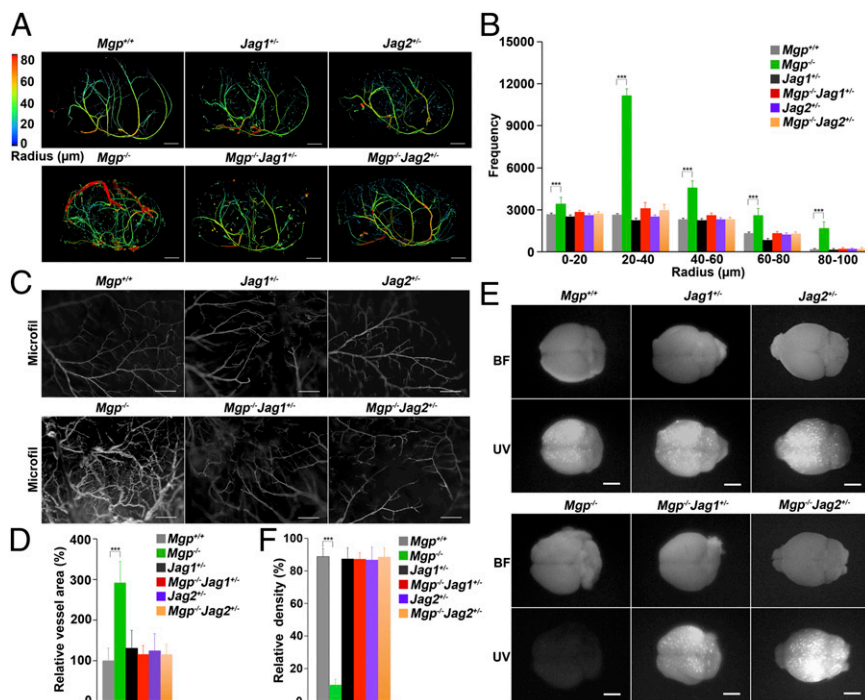 A
Mgp+/+ Jag1+/- Jag2+/-
80
60
40
20
0
Radius (µm)
Mgp-/- Mgp-/-Jag1+/- Mgp-/-Jag2+/-
B
15000
12000
9000
6000
3000
0
Frequency
*** *** *** *** ***
0-20 20-40 40-60 60-80 80-100
Radius (µm)
Mgp+/+
Mgp-/-
Jag1+/-
Mgp-/-Jag1+/-
Jag2+/-
Mgp-/-Jag2+/-
C
Mgp+/+ Jag1+/- Jag2+/-
Microfil
Mgp-/- Mgp-/-Jag1+/- Mgp-/-Jag2+/-
Microfil
D
Relative vessel area (%)
400
300
200
100
0
***
Mgp+/+
Mgp-/-
Jag1+/-
Mgp-/-Jag1+/-
Jag2+/-
Mgp-/-Jag2+/-
F
Relative density (%)
100
80
60
40
20
0
***
Mgp+/+
Mgp-/-
Jag1+/-
Mgp-/-Jag1+/-
Jag2+/-
Mgp-/-Jag2+/-
E
Mgp+/+ Jag1+/- Jag2+/-
BF
UV
Mgp-/- Mgp-/-Jag1+/- Mgp-/-Jag2+/-
BF
UV